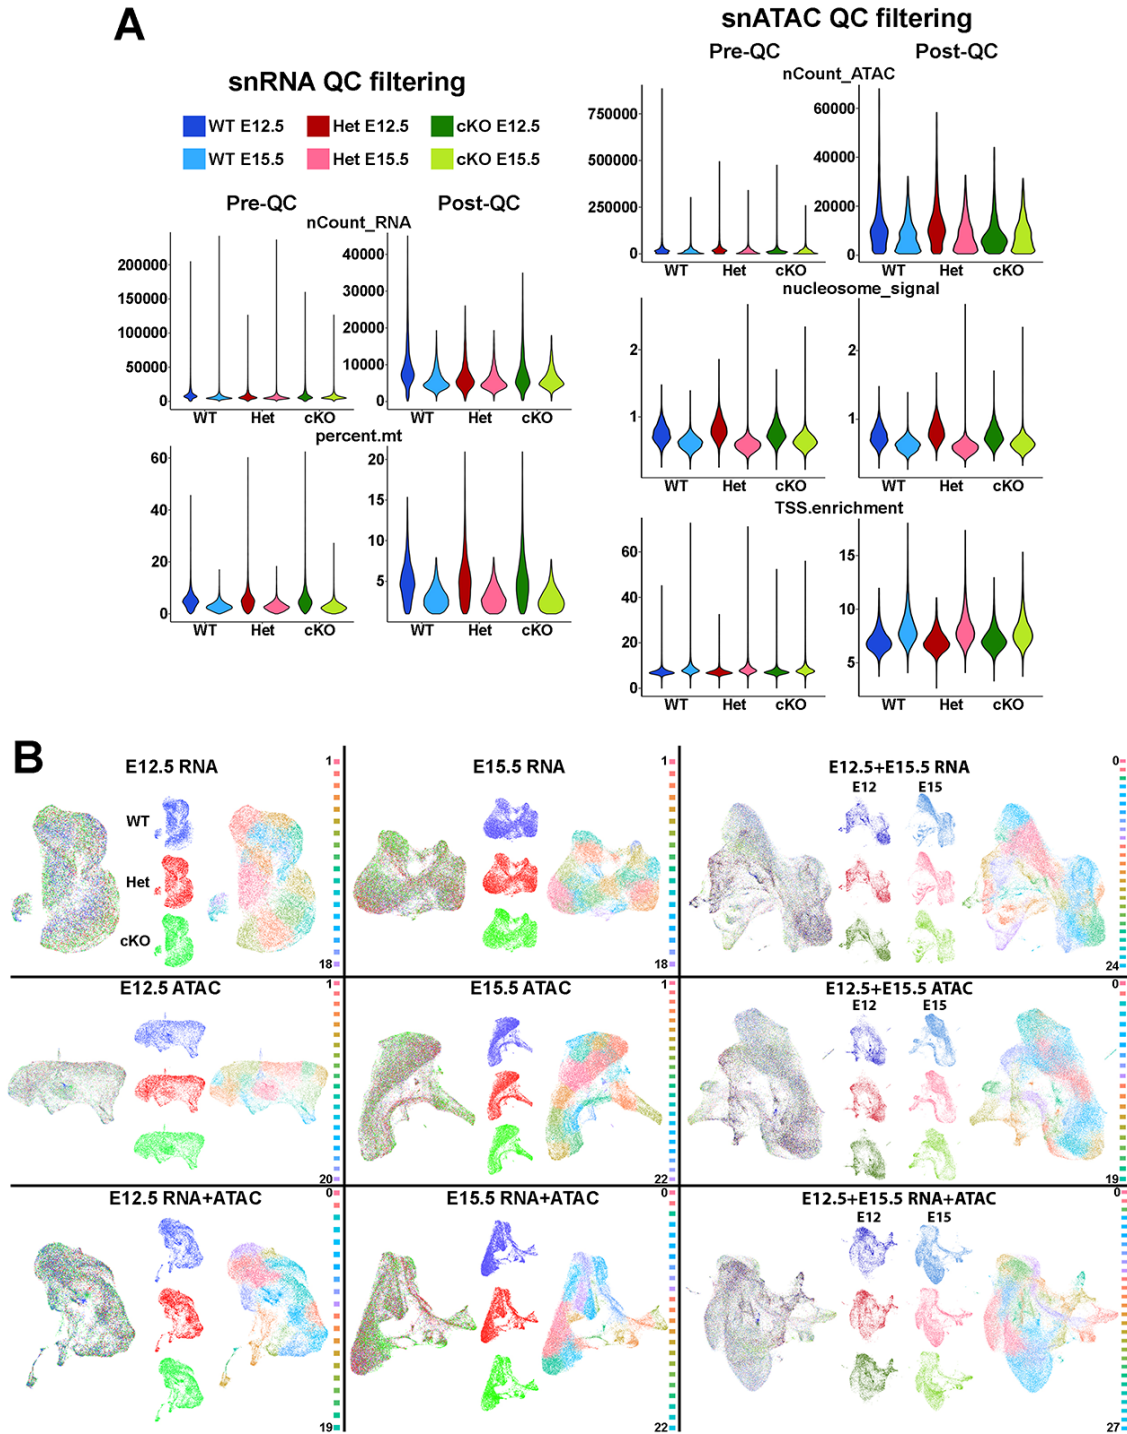 A
snRNA QC filtering
WT E12.5 Het E12.5 cKO E12.5
WT E15.5 Het E15.5 cKO E15.5
Pre-QC Post-QC
nCount_RNA
200000
150000
100000
50000
0
WT Het cKO
40000
30000
20000
10000
0
WT Het cKO
percent.mt
60
40
20
0
WT Het cKO
20
15
10
5
WT Het cKO
snATAC QC filtering
Pre-QC Post-QC
nCount_ATAC
750000
500000
250000
0
WT Het cKO
60000
40000
20000
0
WT Het cKO
nucleosome_signal
2
1
WT Het cKO
2
1
WT Het cKO
TSS.enrichment
60
40
20
0
WT Het cKO
15
10
5
WT Het cKO
B
E12.5 RNA
1
WT
Het
cKO
18
E15.5 RNA
1
18
E12.5+E15.5 RNA
0
E12 E15
24
E12.5 ATAC
1
20
E15.5 ATAC
1
22
E12.5+E15.5 ATAC
0
E12 E15
19
E12.5 RNA+ATAC
0
19
E15.5 RNA+ATAC
0
22
E12.5+E15.5 RNA+ATAC
0
E12 E15
27